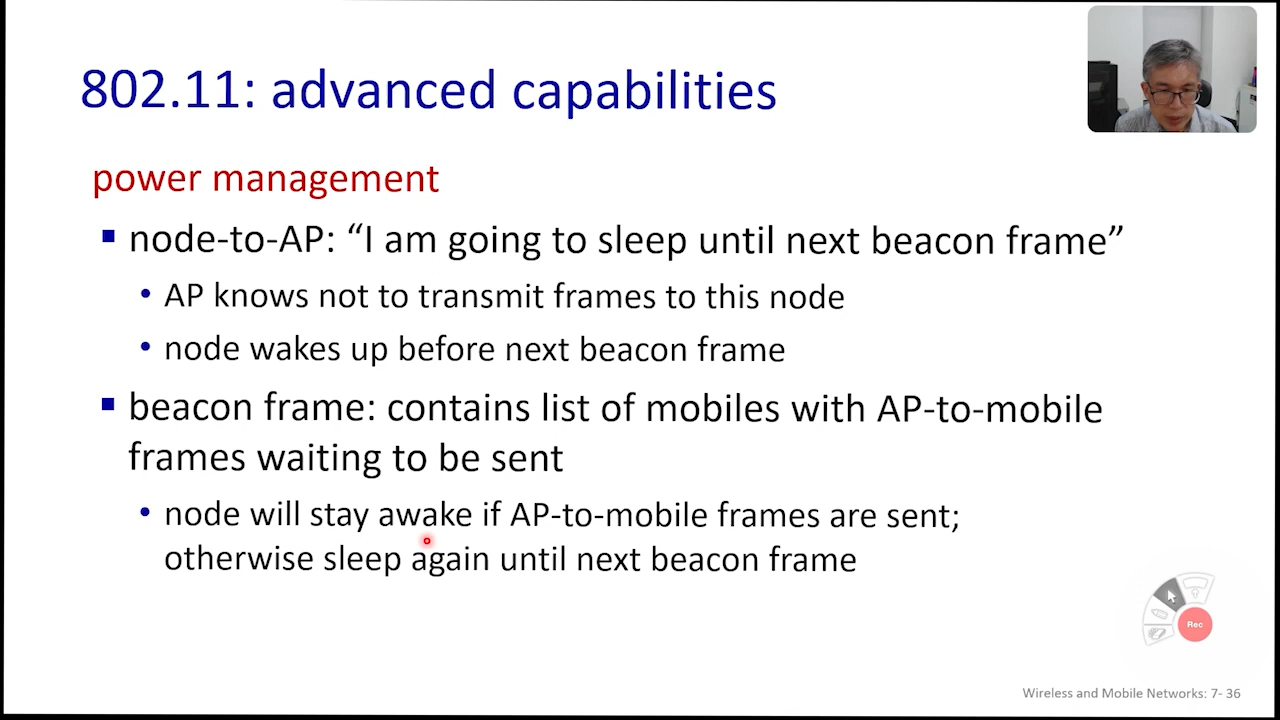 802.11: advanced capabilities
power management
▪ node-to-AP: “I am going to sleep until next beacon frame”
• AP knows not to transmit frames to this node
• node wakes up before next beacon frame
▪ beacon frame: contains list of mobiles with AP-to-mobile
frames waiting to be sent
• node will stay awake if AP-to-mobile frames are sent;
otherwise sleep again until next beacon frame
Rec
Wireless and Mobile Networks: 7- 36